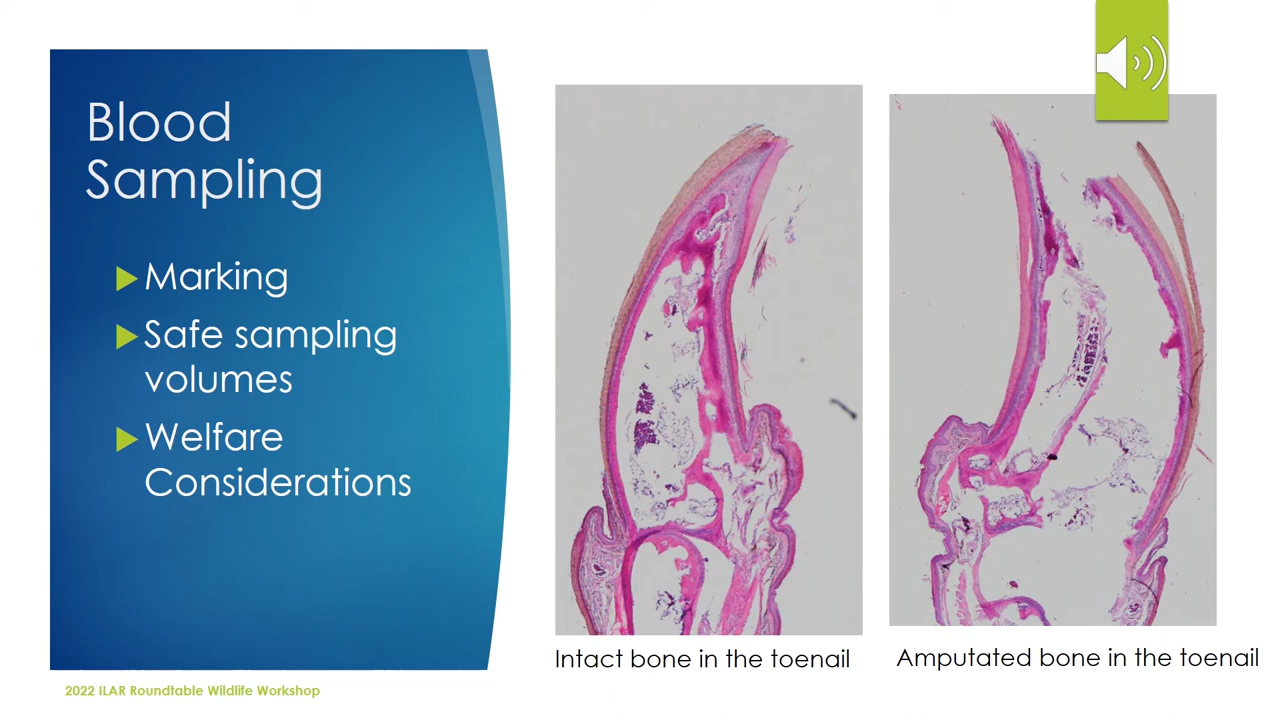 Blood
Sampling
Marking
Safe sampling
volumes
Welfare
Considerations
Intact bone in the toenail
Amputated bone in the toenail
2022 ILAR Roundtable Wildlife Workshop